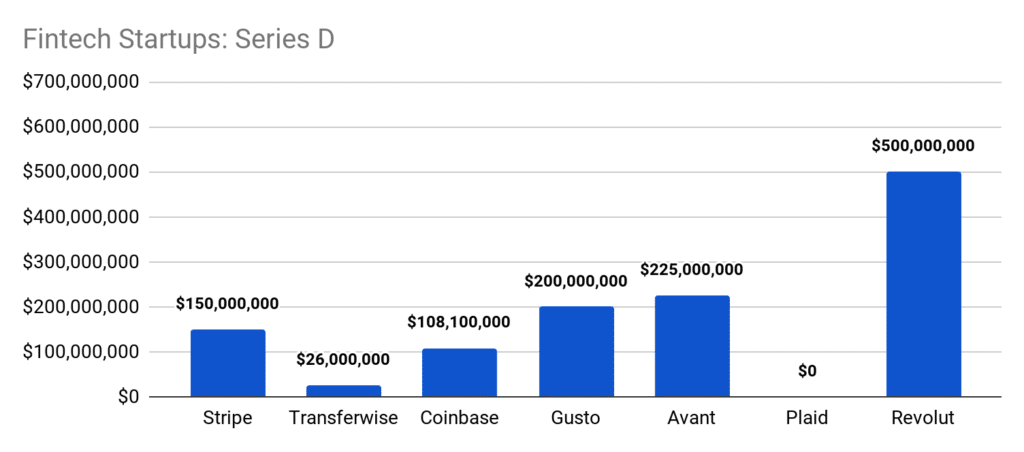 Fintech Startups: Series D
$700,000,000
$600,000,000
$500,000,000
$400,000,000
$300,000,000
$200,000,000
$100,000,000
$0
$150,000,000
$26,000,000
$108,100,000
$200,000,000
$225,000,000
$0
$500,000,000
Stripe
Transferwise
Coinbase
Gusto
Avant
Plaid
Revolut